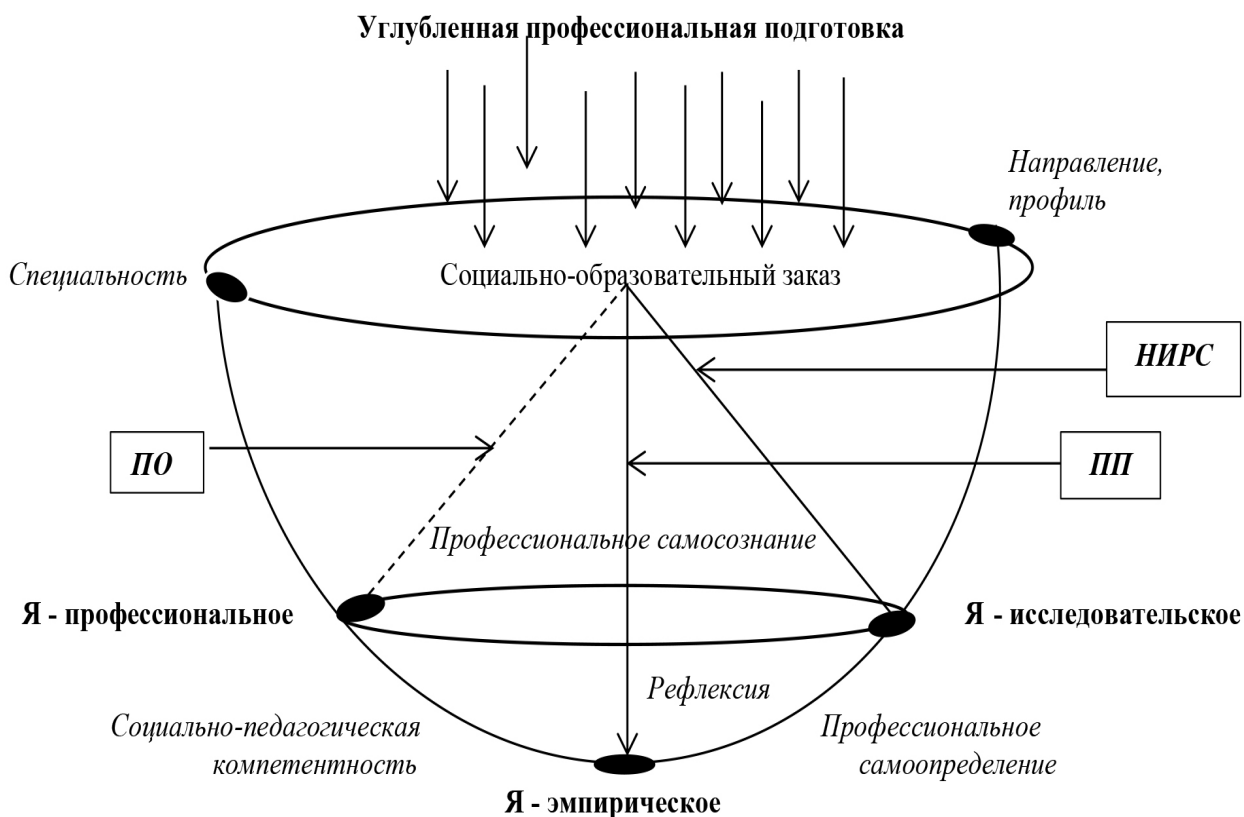 Углубленная профессиональная подготовка
Направление,
профиль
Специальность
Социально-образовательный заказ
НИРС
ПО
ПП
Профессиональное самосознание
Я - профессиональное
Я - исследовательское
Рефлексия
Социально-педагогическая
компетентность
Профессиональное
самоопределение
Я - эмпирическое